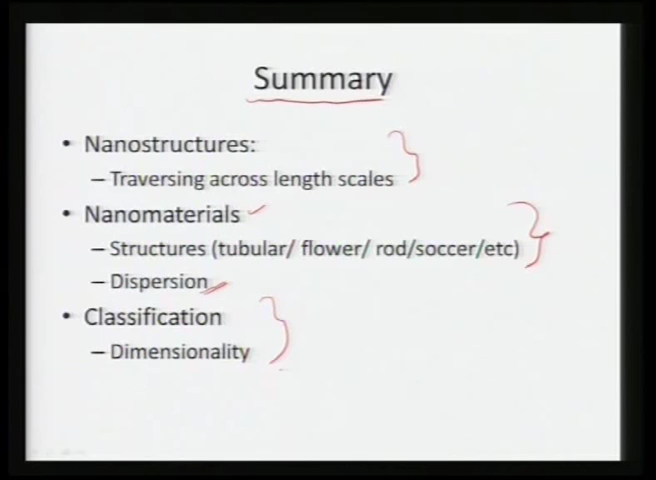 Summary
• Nanostructures:
– Traversing across length scales
• Nanomaterials
– Structures (tubular/ flower/ rod/soccer/etc)
– Dispersion
• Classification
– Dimensionality